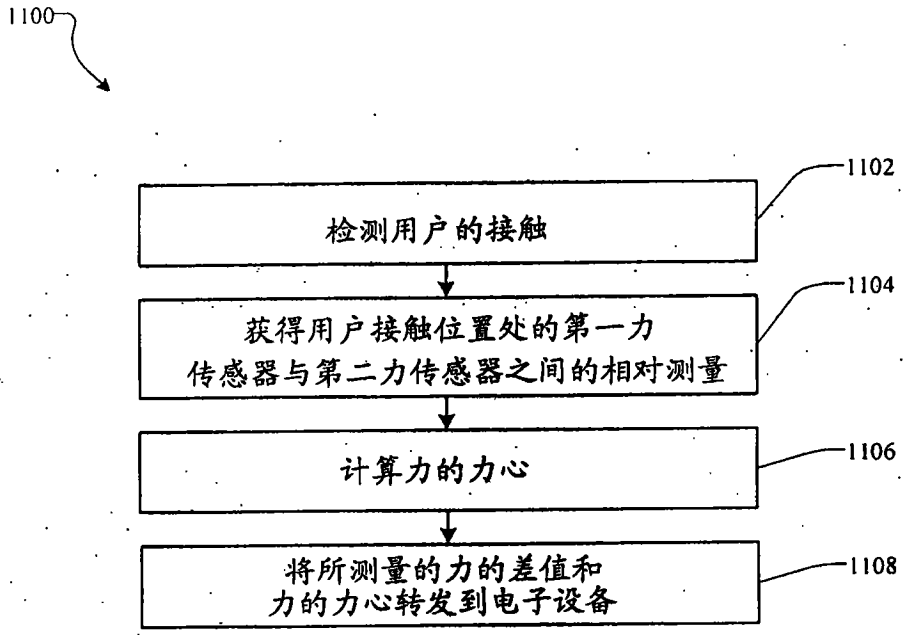 1100
1102
检测用户的接触
1104
获得用户接触位置处的第一力
传感器与第二力传感器之间的相对测量
1106
计算力的力心
1108
将所测量的力的差值和
力的力心转发到电子设备